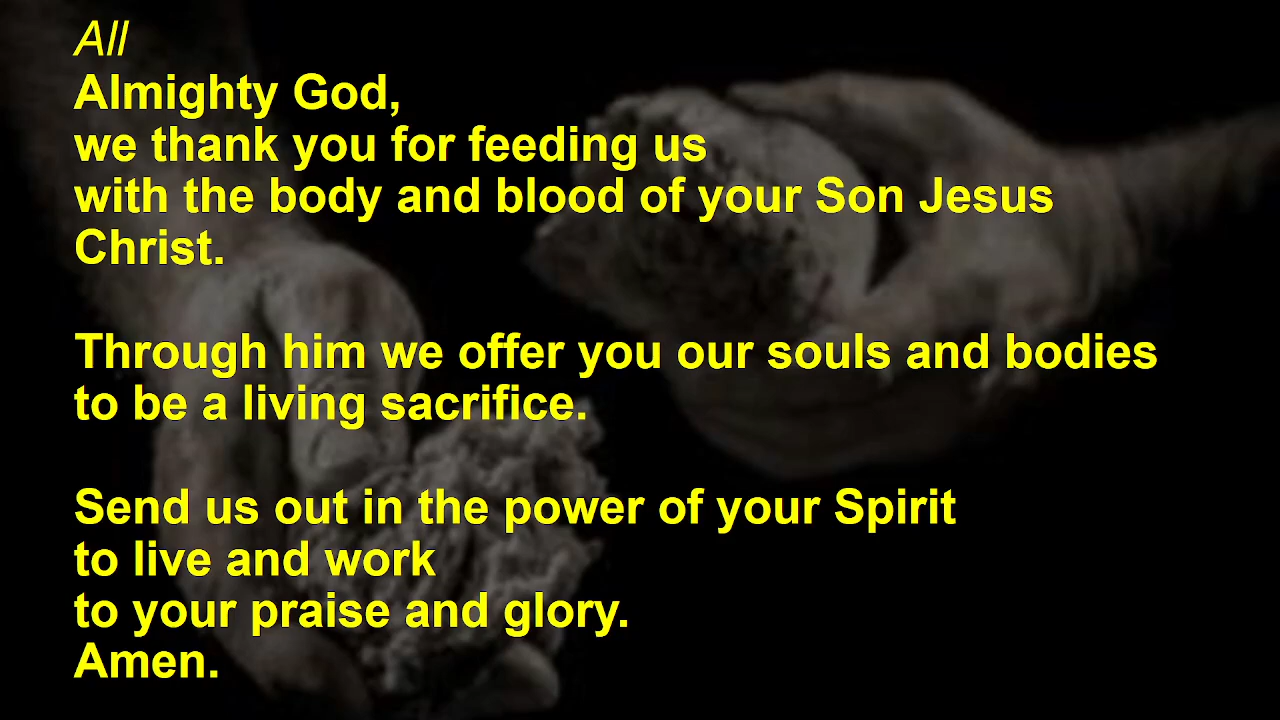 All
Almighty God,
we thank you for feeding us
with the body and blood of your Son Jesus
Christ.
Through him we offer you our souls and bodies
to be a living sacrifice.
Send us out in the power of your Spirit
to live and work
to your praise and glory.
Amen.